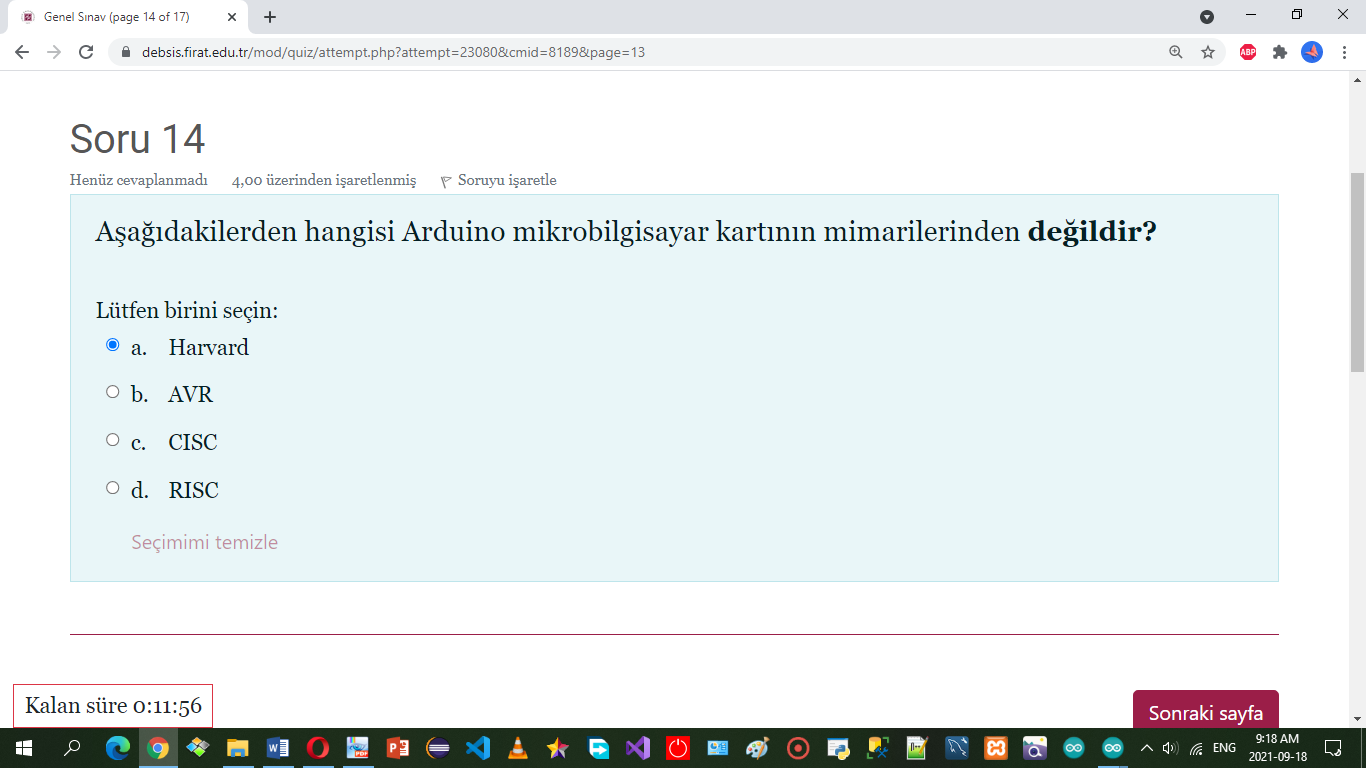 Genel Sınav (page 14 of 17)
debsis.firat.edu.tr/mod/quiz/attempt.php?attempt=23080&cmid=8189&page=13
ABP
Soru 14
Henüz cevaplanmadı 4,00 üzerinden işaretlenmiş Soruyu işaretle
Aşağıdakilerden hangisi Arduino mikrobilgisayar kartının mimarilerinden değildir?
Lütfen birini seçin:
a. Harvard
b. AVR
c. CISC
d. RISC
Seçimimi temizle
Kalan süre 0:11:56
Sonraki sayfa
ENG
9:18 AM
2021-09-18